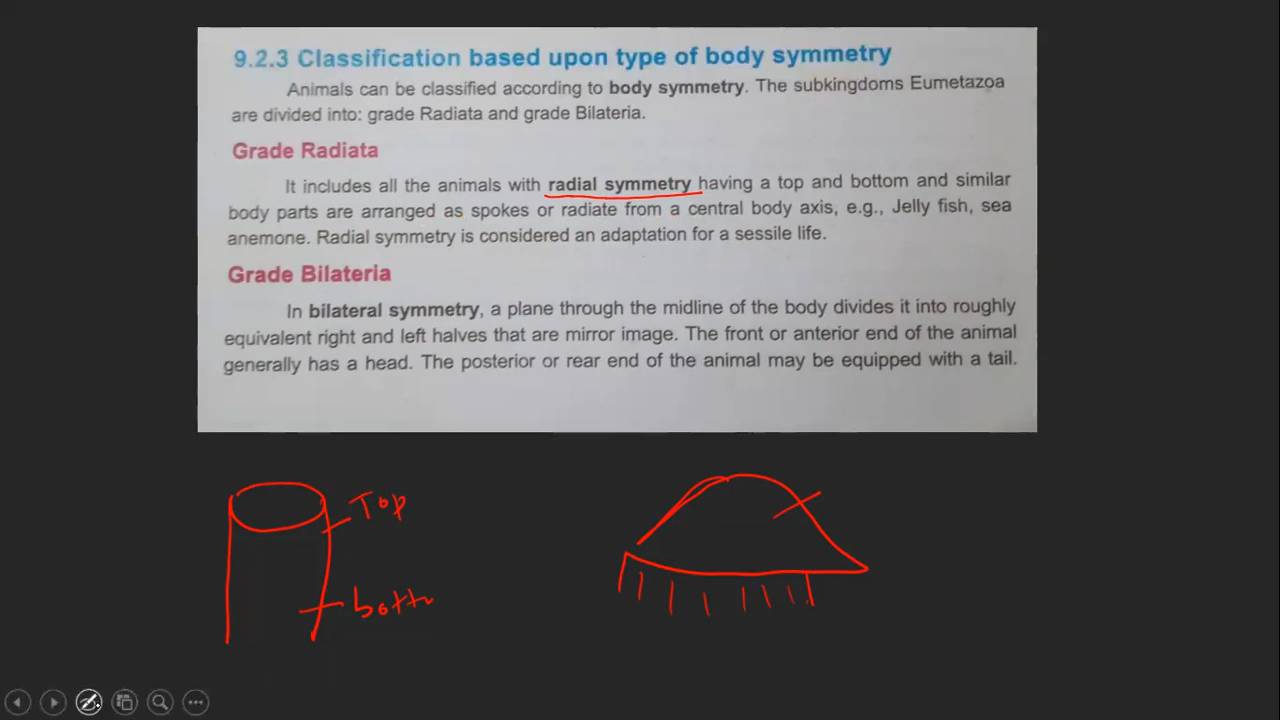 9.2.3 Classification based upon type of body symmetry
Animals can be classified according to body symmetry. The subkingdoms Eumetazoa
are divided into: grade Radiata and grade Bilateria.
Grade Radiata
It includes all the animals with radial symmetry having a top and bottom and similar
body parts are arranged as spokes or radiate from a central body axis, e.g., Jelly fish, sea
anemone. Radial symmetry is considered an adaptation for a sessile life.
Grade Bilateria
In bilateral symmetry, a plane through the midline of the body divides it into roughly
equivalent right and left halves that are mirror image. The front or anterior end of the animal
generally has a head. The posterior or rear end of the animal may be equipped with a tail.
Top